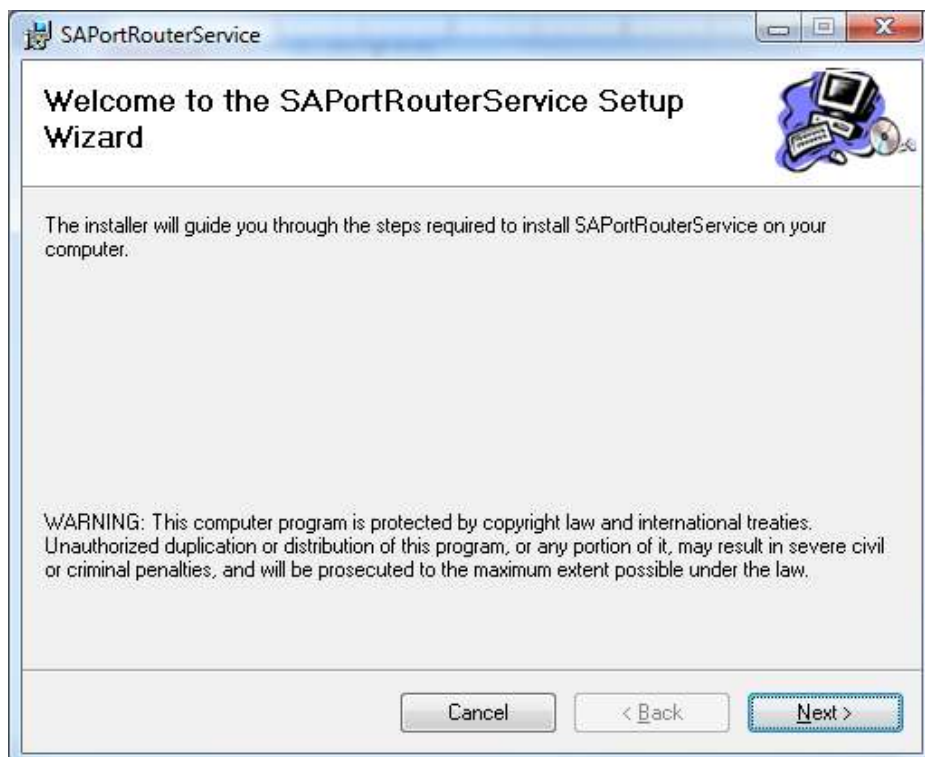 SAPortRouterService
Welcome to the SAPortRouterService Setup
Wizard
The installer will guide you through the steps required to install SAPortRouterService on your
computer.
WARNING: This computer program is protected by copyright law and international treaties.
Unauthorized duplication or distribution of this program, or any portion of it, may result in severe civil
or criminal penalties, and will be prosecuted to the maximum extent possible under the law.
Cancel
< Back
Next >